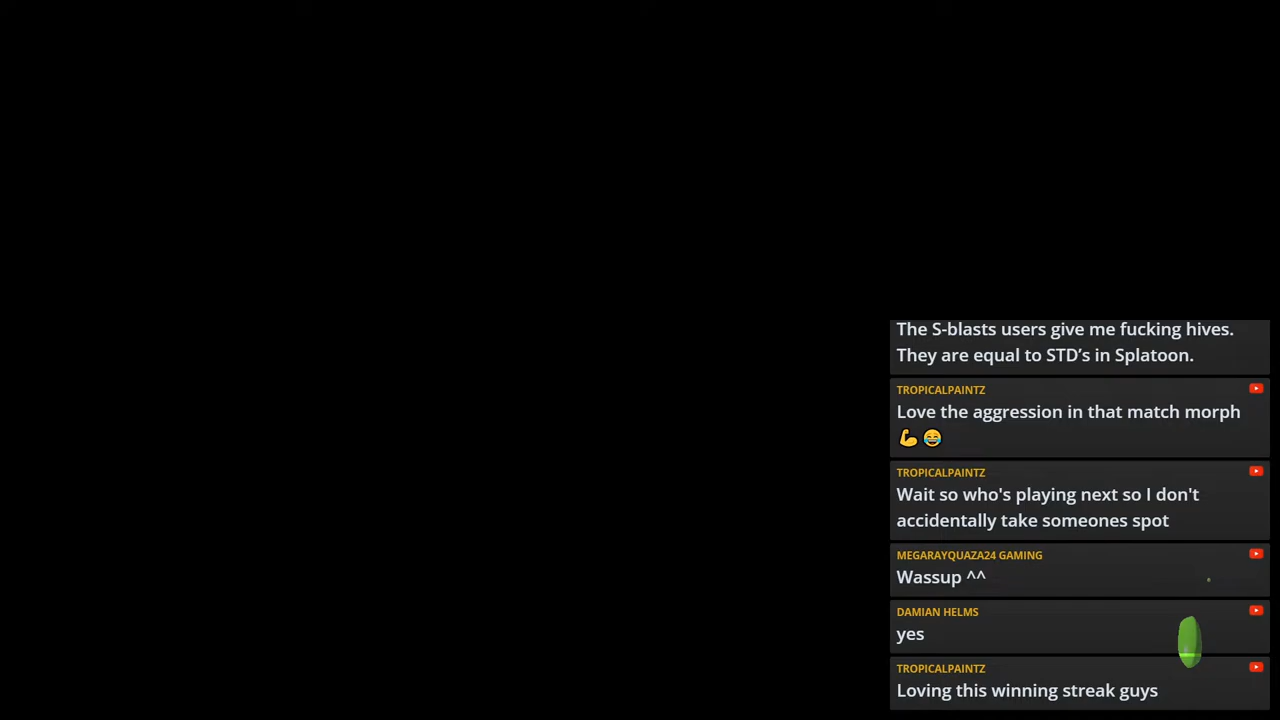 The S-blasts users give me fucking hives.
They are equal to STD’s in Splatoon.
TROPICALPAINTZ
Love the aggression in that match morph
💪😂
TROPICALPAINTZ
Wait so who's playing next so I don't
accidentally take someones spot
MEGARAYQUAZA24 GAMING
Wassup ^^
DAMIAN HELMS
yes
TROPICALPAINTZ
Loving this winning streak guys